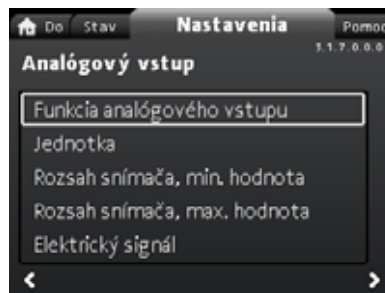 Do Stav Nastavenia Pomoc
3.1.7.0.0.0
Analógový vstup
Funkcia analógového vstupu
Jednotka
Rozsah snímača, min. hodnota
Rozsah snímača, max. hodnota
Elektrický signál